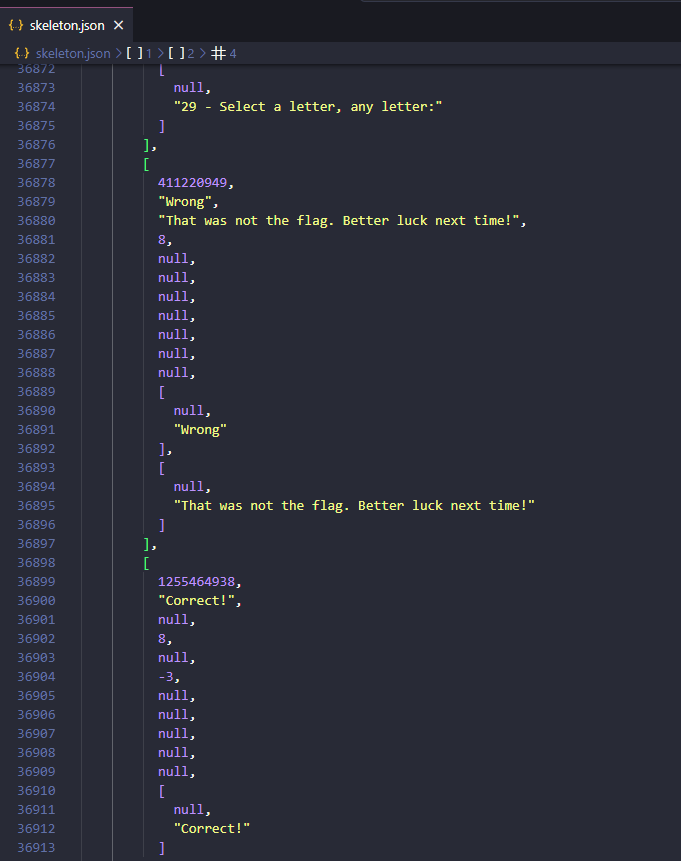 skeleton.json
skeleton.json > [ ] 1 > [ ] 2 > # 4
36872 [
36873 null,
36874 "29 - Select a letter, any letter:"
36875 ]
36876 ],
36877 [
36878 411220949,
36879 "Wrong",
36880 "That was not the flag. Better luck next time!",
36881 8,
36882 null,
36883 null,
36884 null,
36885 null,
36886 null,
36887 null,
36888 null,
36889 [
36890 null,
36891 "Wrong"
36892 ],
36893 [
36894 null,
36895 "That was not the flag. Better luck next time!"
36896 ]
36897 ],
36898 [
36899 1255464938,
36900 "Correct!",
36901 null,
36902 8,
36903 null,
36904 -3,
36905 null,
36906 null,
36907 null,
36908 null,
36909 null,
36910 [
36911 null,
36912 "Correct!"
36913 ]